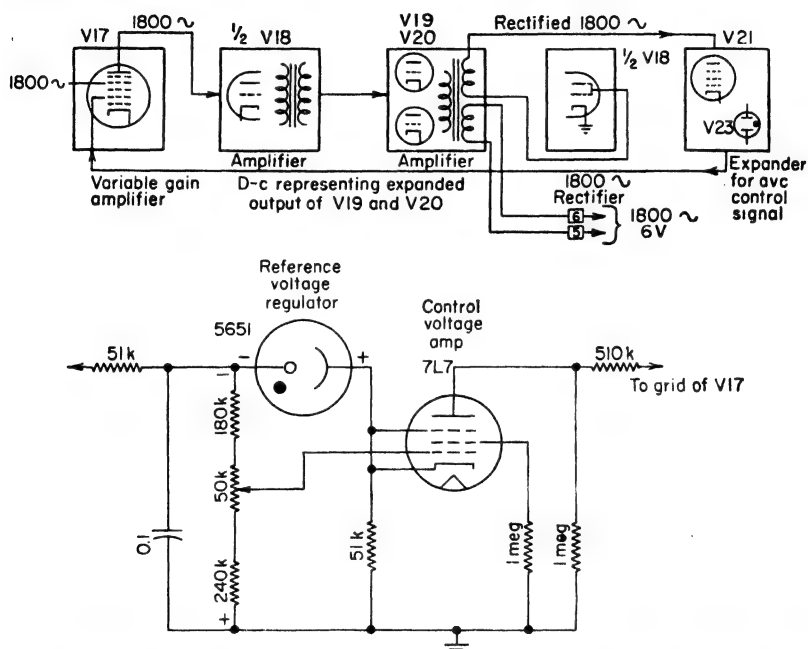 V17
1800 ~
½ V18
V19
V20
Rectified 1800 ~
V21
½ V18
1800 ~
V23
Amplifier
Amplifier
1800 ~
Rectifier
Expander
for avc
control
signal
Variable gain
amplifier
D-c representing expanded
output of V19 and V20
6
5
1800 ~
6V
Reference
voltage
regulator
5651
Control
voltage
amp
7L7
51k
-
+
510k
To grid of V17
-
180k
50k
0.1
240k
+
51k
1 meg
1 meg